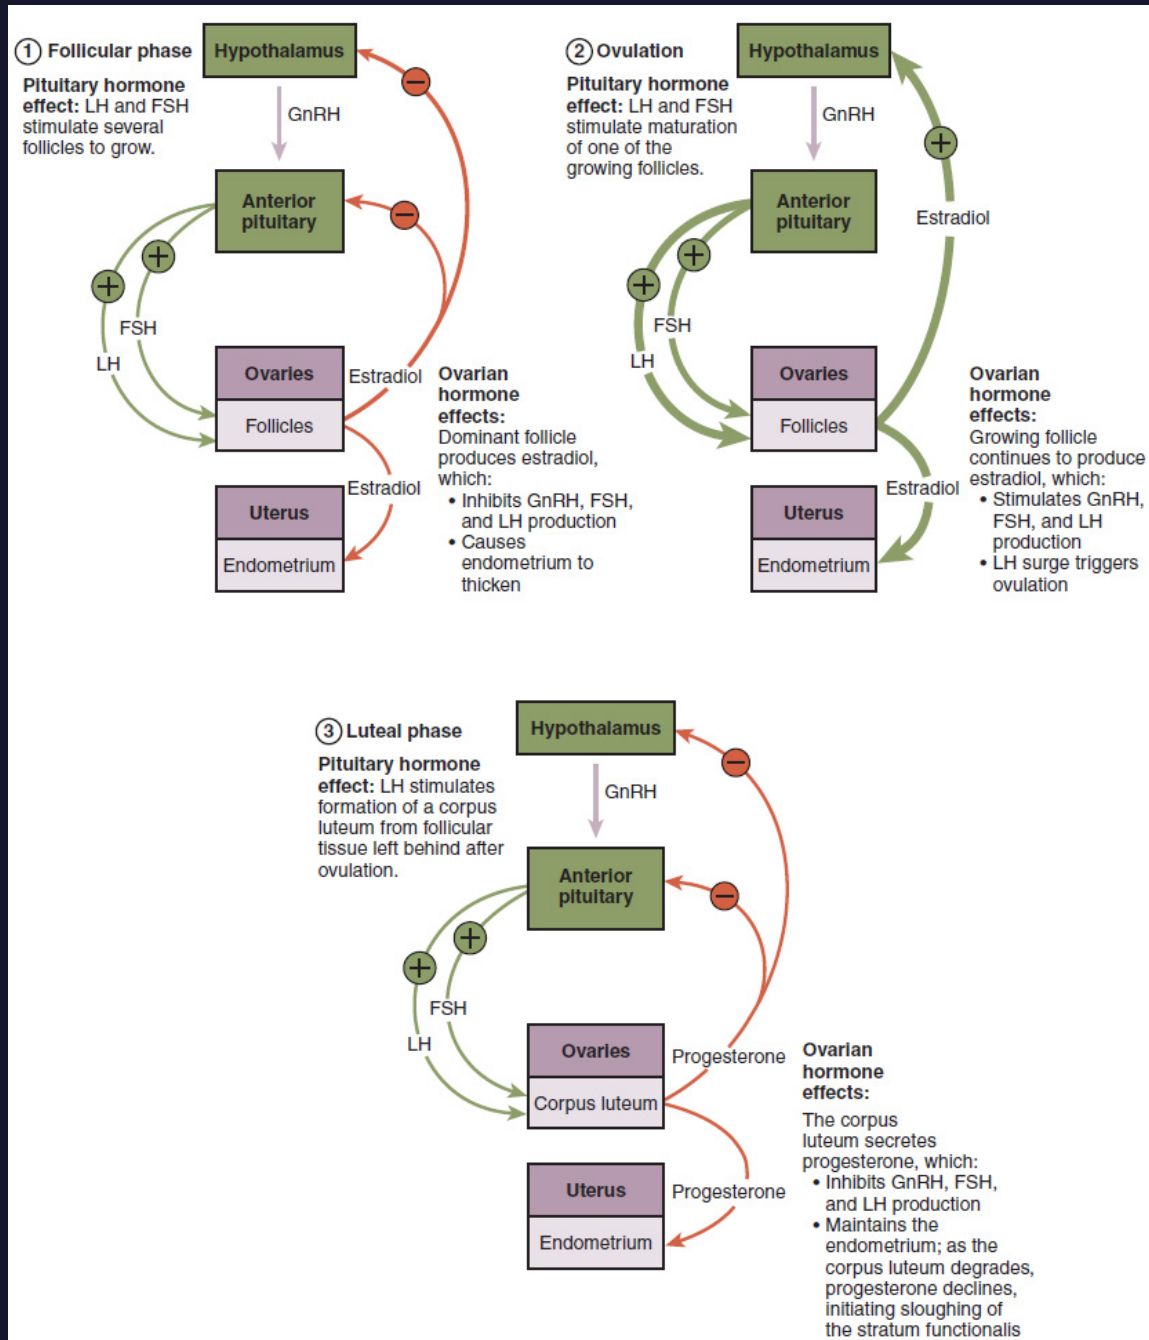 1 Follicular phase
Pituitary hormone
effect: LH and FSH
stimulate several
follicles to grow.
Hypothalamus
−
GnRH
Anterior
pituitary
−
+
+
FSH
LH
Ovaries
Follicles
Estradiol
Estradiol
Uterus
Endometrium
Ovarian
hormone
effects:
Dominant follicle
produces estradiol,
which:
• Inhibits GnRH, FSH,
and LH production
• Causes
endometrium to
thicken
2 Ovulation
Pituitary hormone
effect: LH and FSH
stimulate maturation
of one of the
growing follicles.
Hypothalamus
+
GnRH
Anterior
pituitary
Estradiol
+
+
FSH
LH
Ovaries
Follicles
Estradiol
Uterus
Endometrium
Ovarian
hormone
effects:
Growing follicle
continues to produce
estradiol, which:
• Stimulates GnRH,
FSH, and LH
production
• LH surge triggers
ovulation
3 Luteal phase
Pituitary hormone
effect: LH stimulates
formation of a corpus
luteum from follicular
tissue left behind after
ovulation.
Hypothalamus
−
GnRH
Anterior
pituitary
−
+
+
FSH
LH
Ovaries
Corpus luteum
Progesterone
Progesterone
Uterus
Endometrium
Ovarian
hormone
effects:
The corpus
luteum secretes
progesterone, which:
• Inhibits GnRH, FSH,
and LH production
• Maintains the
endometrium; as the
corpus luteum degrades,
progesterone declines,
initiating sloughing of
the stratum functionalis